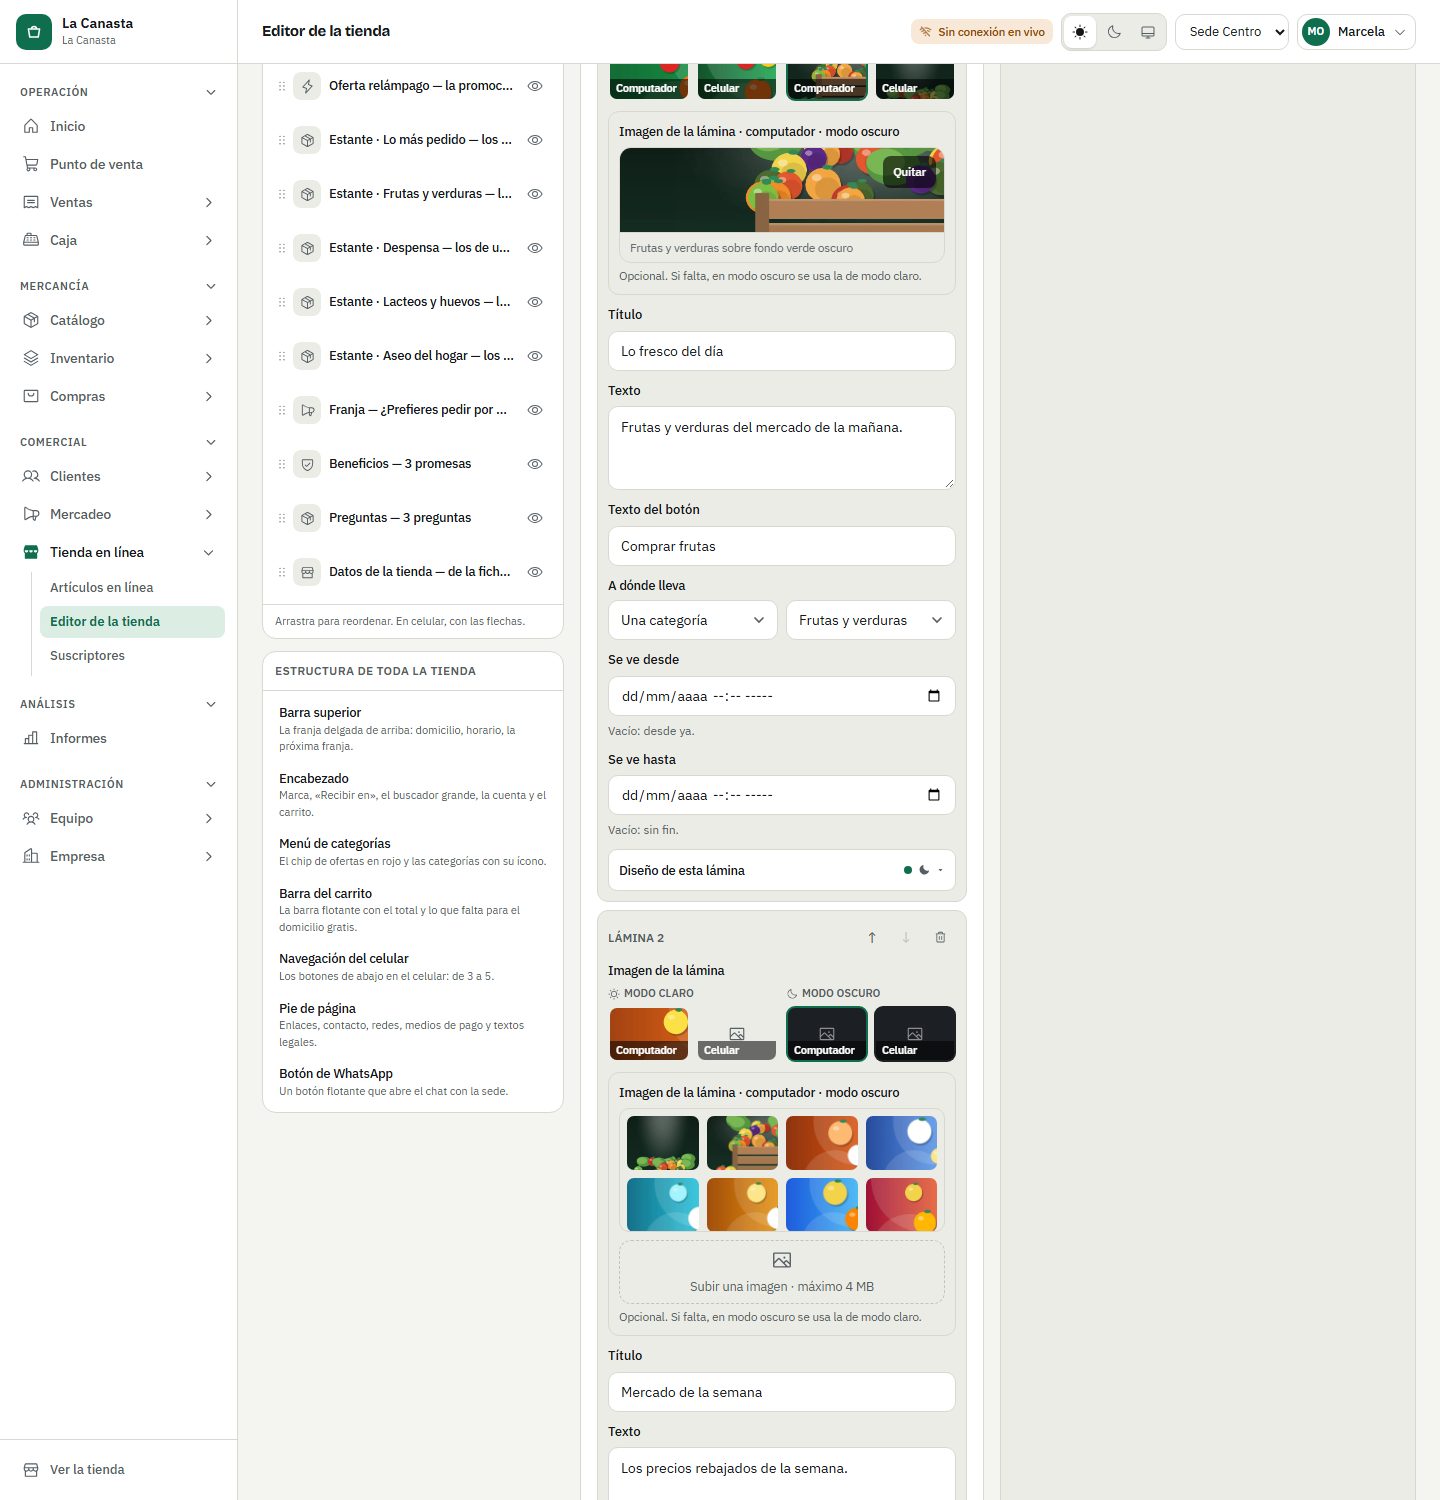 La Canasta
La Canasta
Editor de la tienda
Sin conexión en vivo
Sede Centro
MO
Marcela
OPERACIÓN
Inicio
Punto de venta
Ventas
Caja
MERCANCÍA
Catálogo
Inventario
Compras
COMERCIAL
Clientes
Mercadeo
Tienda en línea
Artículos en línea
Editor de la tienda
Suscriptores
ANÁLISIS
Informes
ADMINISTRACIÓN
Equipo
Empresa
Ver la tienda
Oferta relámpago — la promoc...
Estante · Lo más pedido — los ...
Estante · Frutas y verduras — l...
Estante · Despensa — los de u...
Estante · Lacteos y huevos — l...
Estante · Aseo del hogar — los ...
Franja — ¿Prefieres pedir por ...
Beneficios — 3 promesas
Preguntas — 3 preguntas
Datos de la tienda — de la fich...
Arrastra para reordenar. En celular, con las flechas.
ESTRUCTURA DE TODA LA TIENDA
Barra superior
La franja delgada de arriba: domicilio, horario, la
próxima franja.
Encabezado
Marca, «Recibir en», el buscador grande, la cuenta y el
carrito.
Menú de categorías
El chip de ofertas en rojo y las categorías con su ícono.
Barra del carrito
La barra flotante con el total y lo que falta para el
domicilio gratis.
Navegación del celular
Los botones de abajo en el celular: de 3 a 5.
Pie de página
Enlaces, contacto, redes, medios de pago y textos
legales.
Botón de WhatsApp
Un botón flotante que abre el chat con la sede.
Computador
Celular
Computador
Celular
Imagen de la lámina · computador · modo oscuro
Quitar
Frutas y verduras sobre fondo verde oscuro
Opcional. Si falta, en modo oscuro se usa la de modo claro.
Título
Lo fresco del día
Texto
Frutas y verduras del mercado de la mañana.
Texto del botón
Comprar frutas
A dónde lleva
Una categoría
Frutas y verduras
Se ve desde
dd/mm/aaaa --:-- -----
Vacío: desde ya.
Se ve hasta
dd/mm/aaaa --:-- -----
Vacío: sin fin.
Diseño de esta lámina
LÁMINA 2
Imagen de la lámina
MODO CLARO
MODO OSCURO
Computador
Celular
Computador
Celular
Imagen de la lámina · computador · modo oscuro
Subir una imagen · máximo 4 MB
Opcional. Si falta, en modo oscuro se usa la de modo claro.
Título
Mercado de la semana
Texto
Los precios rebajados de la semana.